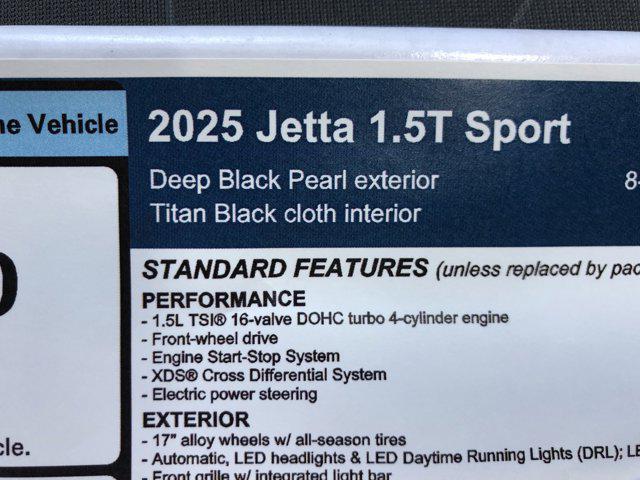 Vehicle
2025 Jetta 1.5T Sport
Deep Black Pearl exterior
Titan Black cloth interior
STANDARD FEATURES (unless replaced by
PERFORMANCE
- 1.5L TSI® 16-valve DOHC turbo 4-cylinder engine
- Front-wheel drive
- Engine Start-Stop System
- XDS® Cross Differential System
- Electric power steering
EXTERIOR
- 17" alloy wheels w/ all-season tires
- Automatic, LED headlights & LED Daytime Running Lights (DRL);
- Front grille w/ integrated light bar